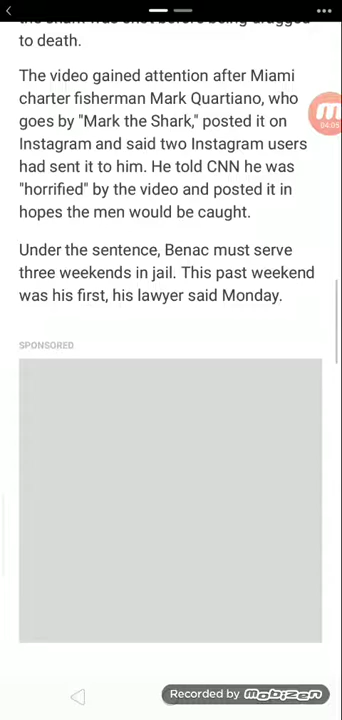 to death.
The video gained attention after Miami
charter fisherman Mark Quartiano, who
goes by "Mark the Shark," posted it on
Instagram and said two Instagram users
had sent it to him. He told CNN he was
"horrified" by the video and posted it in
hopes the men would be caught.
Under the sentence, Benac must serve
three weekends in jail. This past weekend
was his first, his lawyer said Monday.
SPONSORED
04:05
Recorded by mobizen